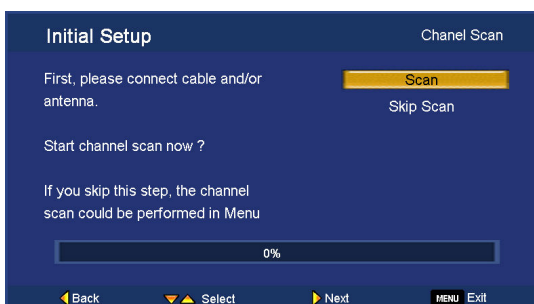 Initial Setup
Chanel Scan
First, please connect cable and/or
antenna.
Scan
Skip Scan
Start channel scan now ?
If you skip this step, the channel
scan could be performed in Menu
0%
Back Select Next MENU Exit